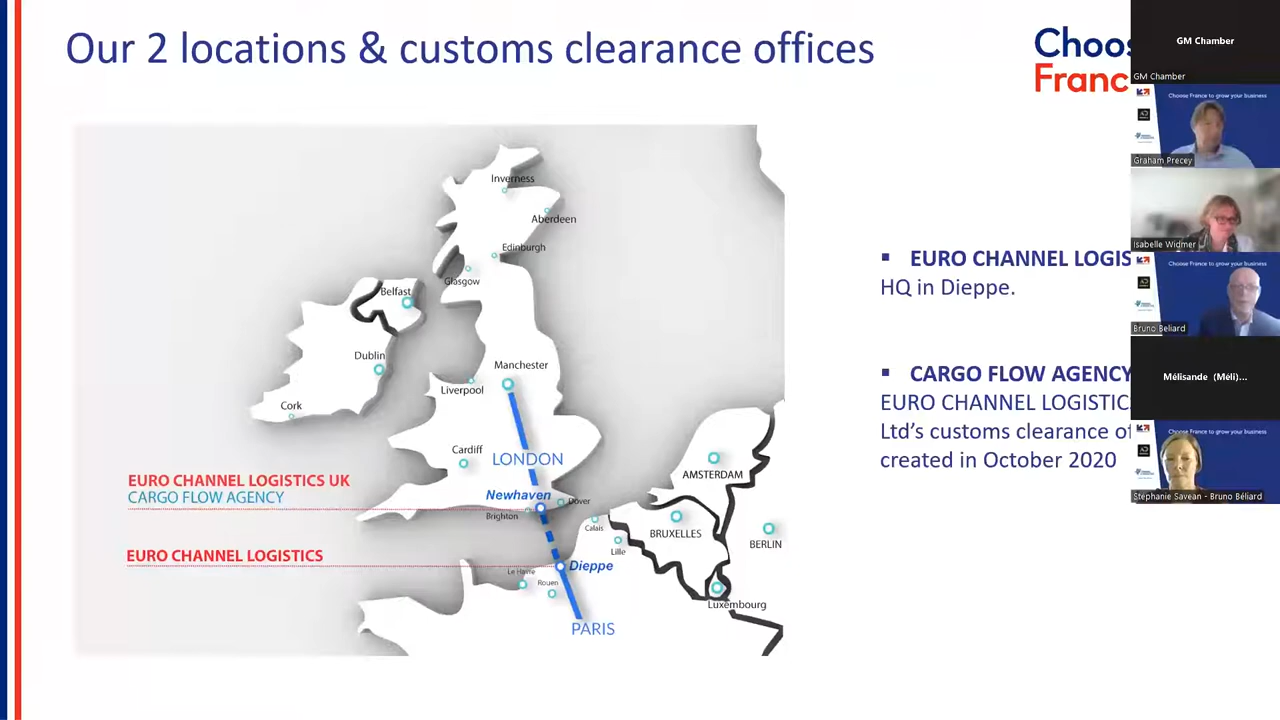 Our 2 locations & customs clearance offices
Choos
Franc
Inverness
Aberdeen
Edinburgh
Glasgow
Belfast
Dublin
Manchester
Liverpool
Cork
Cardiff
LONDON
AMSTERDAM
EURO CHANNEL LOGISTICS UK
CARGO FLOW AGENCY
Newhaven
Dover
Brighton
Calais
BRUXELLES
BERLIN
Lille
EURO CHANNEL LOGISTICS
Dieppe
Le Havre
Rouen
Luxembourg
PARIS
▪ EURO CHANNEL LOGIS
HQ in Dieppe.
▪ CARGO FLOW AGENCY
EURO CHANNEL LOGISTIC
Ltd's customs clearance of
created in October 2020
GM Chamber
GM Chamber
Choose France to grow your business
Graham Precey
Isabelle Widmer
Choose France to grow your business
Bruno Beliard
Mélisande (Méli)...
Choose France to grow your business
Stephanie Savean - Bruno Béliard